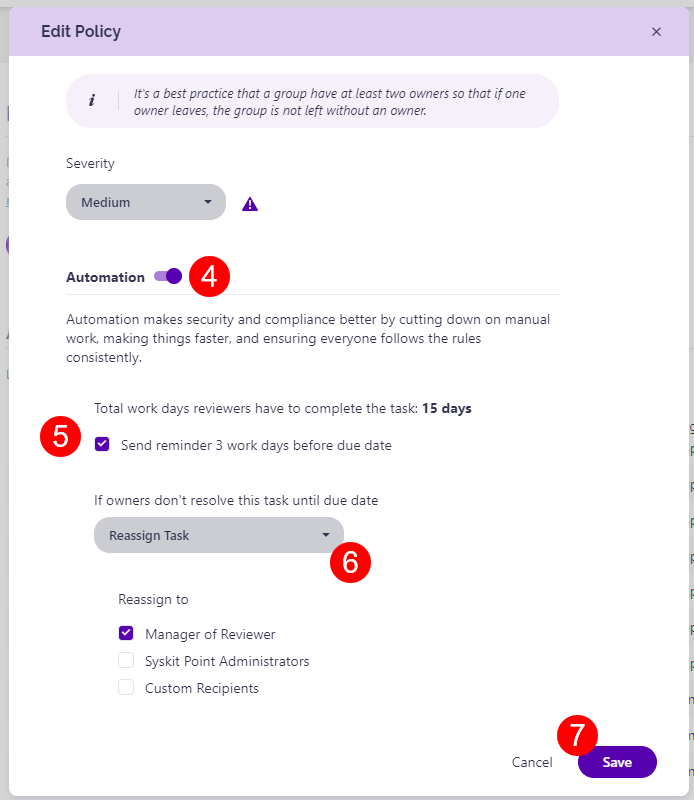 Edit Policy
It's a best practice that a group have at least two owners so that if one
owner leaves, the group is not left without an owner.
Severity
Medium
Automation
4
Automation makes security and compliance better by cutting down on manual
work, making things faster, and ensuring everyone follows the rules
consistently.
Total work days reviewers have to complete the task: 15 days
5
Send reminder 3 work days before due date
If owners don't resolve this task until due date
Reassign Task
6
Reassign to
Manager of Reviewer
Syskit Point Administrators
Custom Recipients
7
Cancel
Save